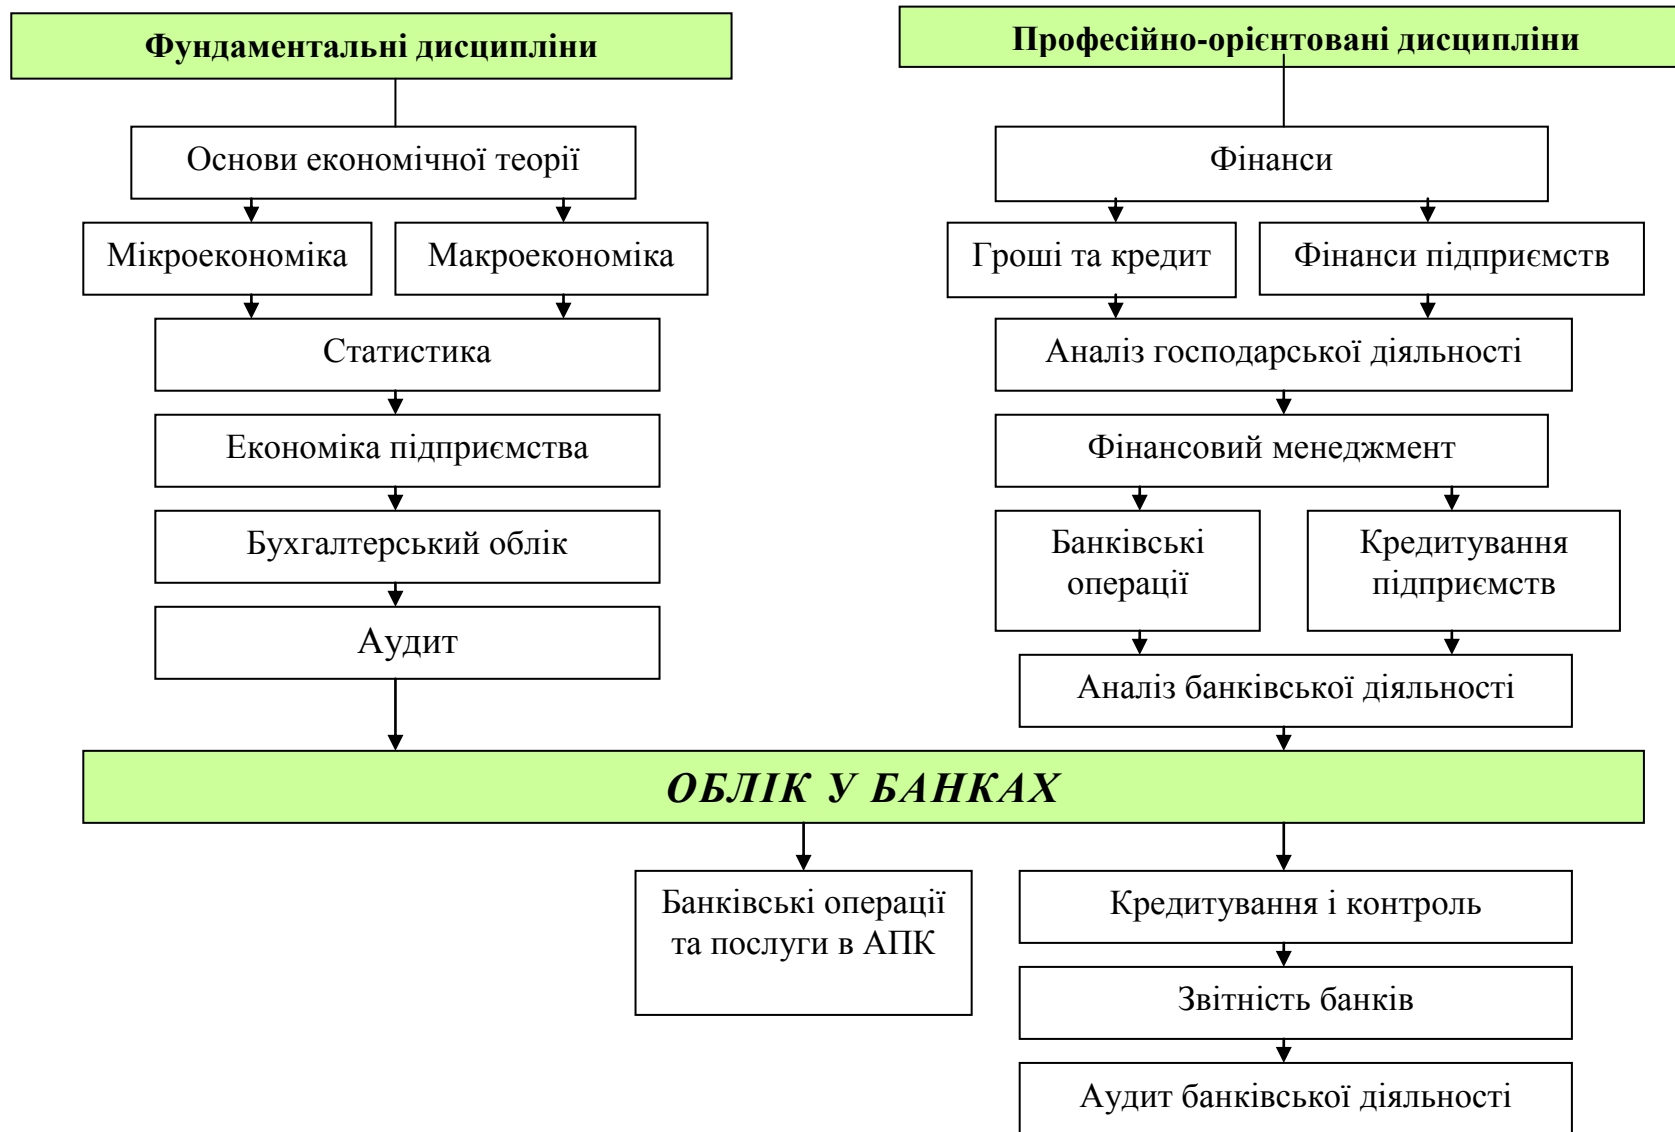 Фундаментальні дисципліни
Професійно-орієнтовані дисципліни
Основи економічної теорії
Фінанси
Мікроекономіка
Макроекономіка
Гроші та кредит
Фінанси підприємств
Статистика
Аналіз господарської діяльності
Економіка підприємства
Фінансовий менеджмент
Бухгалтерський облік
Банківські
операції
Кредитування
підприємств
Аудит
Аналіз банківської діяльності
ОБЛІК У БАНКАХ
Банківські операції
та послуги в АПК
Кредитування і контроль
Звітність банків
Аудит банківської діяльності